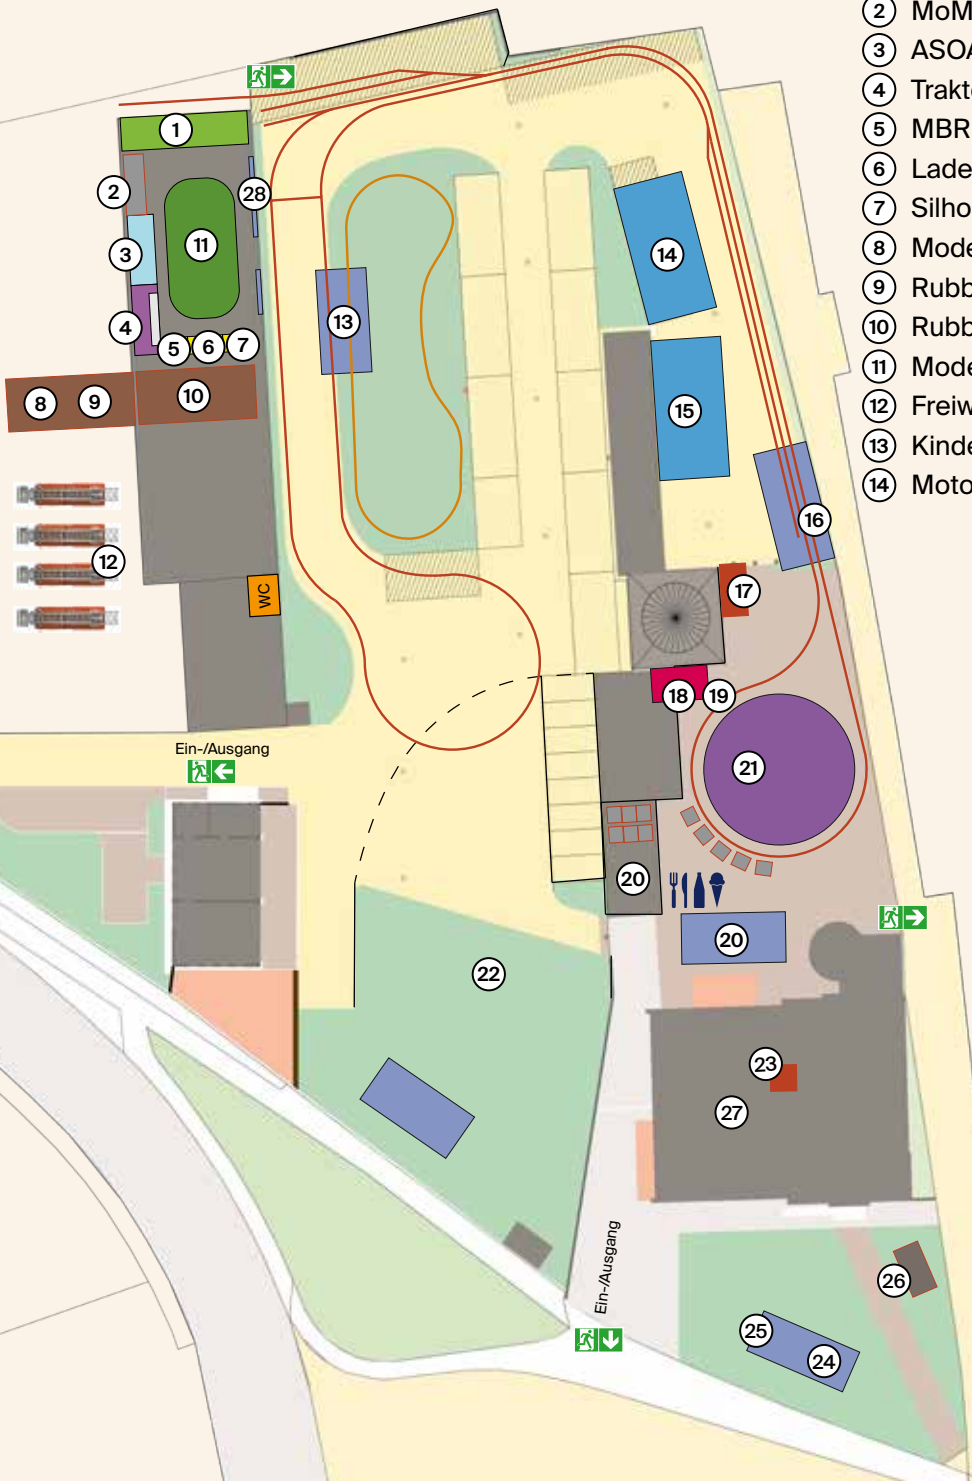 2 MoM
3 ASOA
4 Trakt
5 MBR
6 Lade
7 Silho
8 Mode
9 Rubb
10 Rubb
11 Mode
12 Freiw
13 Kinde
14 Moto
1
2
28
3
11
14
4
13
5
6
7
8
9
10
15
16
12
WC
17
18
19
Ein-/Ausgang
21
20
20
22
23
27
Ein-/Ausgang
26
25
24